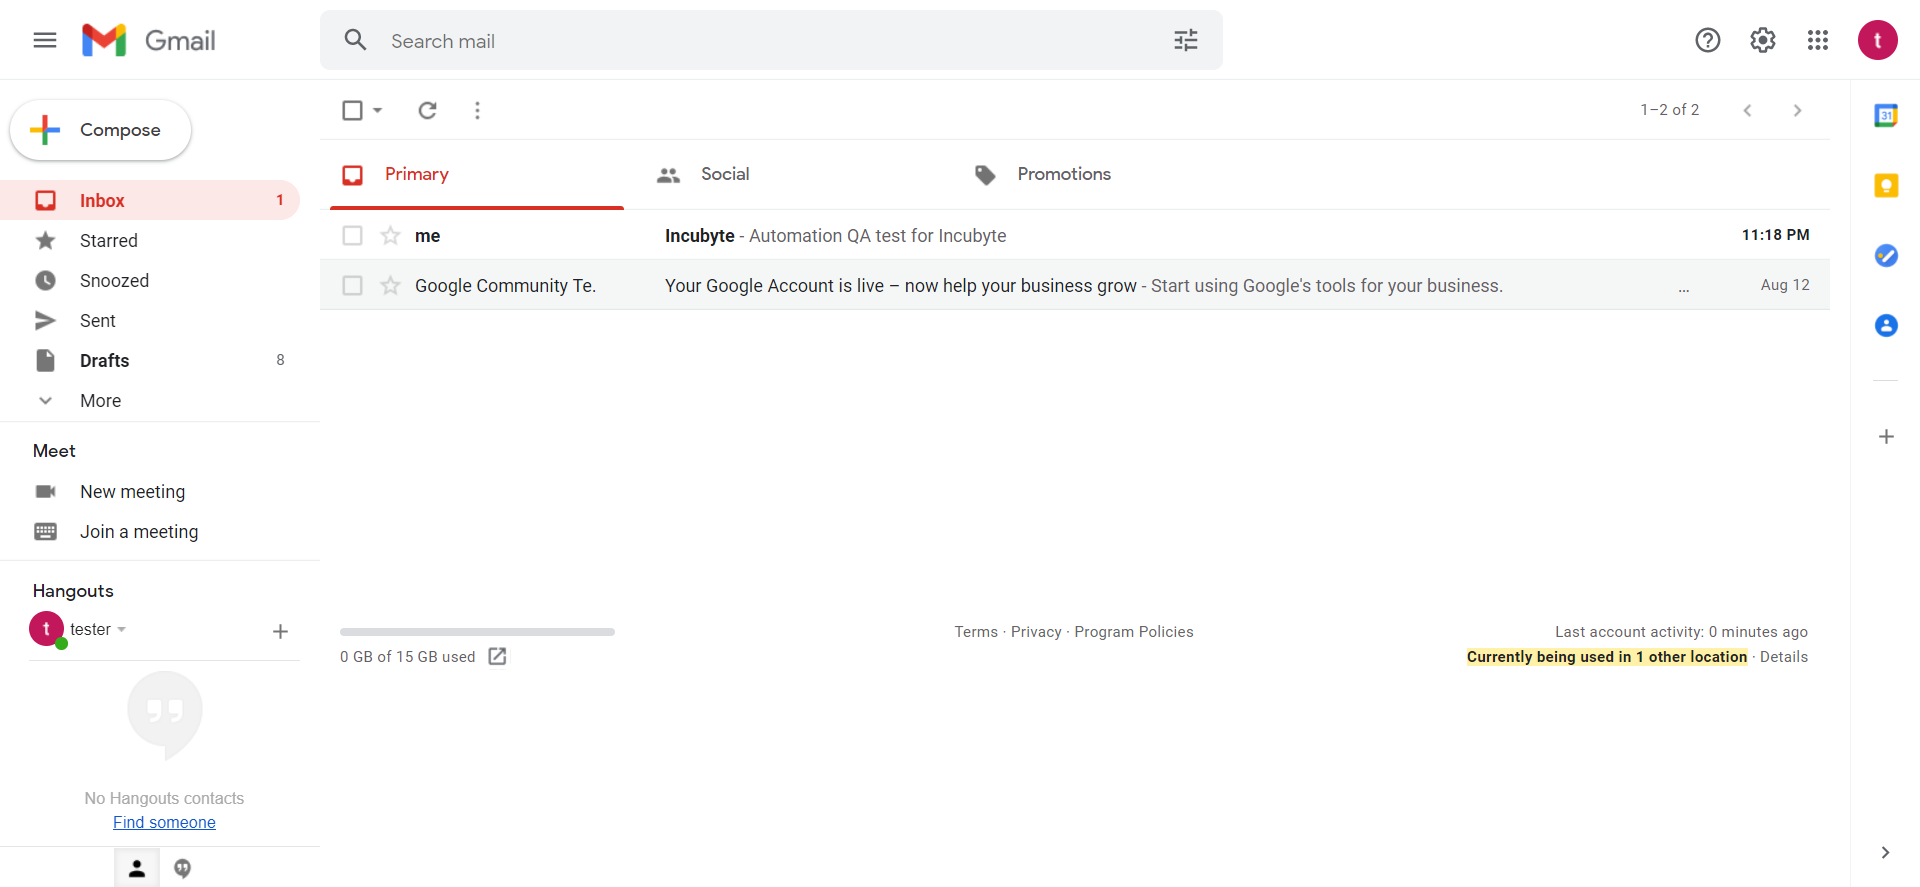 Gmail
Search mail
t
Compose
1–2 of 2
31
Primary
Social
Promotions
Inbox 1
Starred
Snoozed
Sent
Drafts 8
More
me Incubyte - Automation QA test for Incubyte 11:18 PM
Google Community Te. Your Google Account is live – now help your business grow - Start using Google's tools for your business. ... Aug 12
Meet
New meeting
Join a meeting
Hangouts
t tester
No Hangouts contacts
Find someone
0 GB of 15 GB used
Terms · Privacy · Program Policies
Last account activity: 0 minutes ago
Currently being used in 1 other location · Details